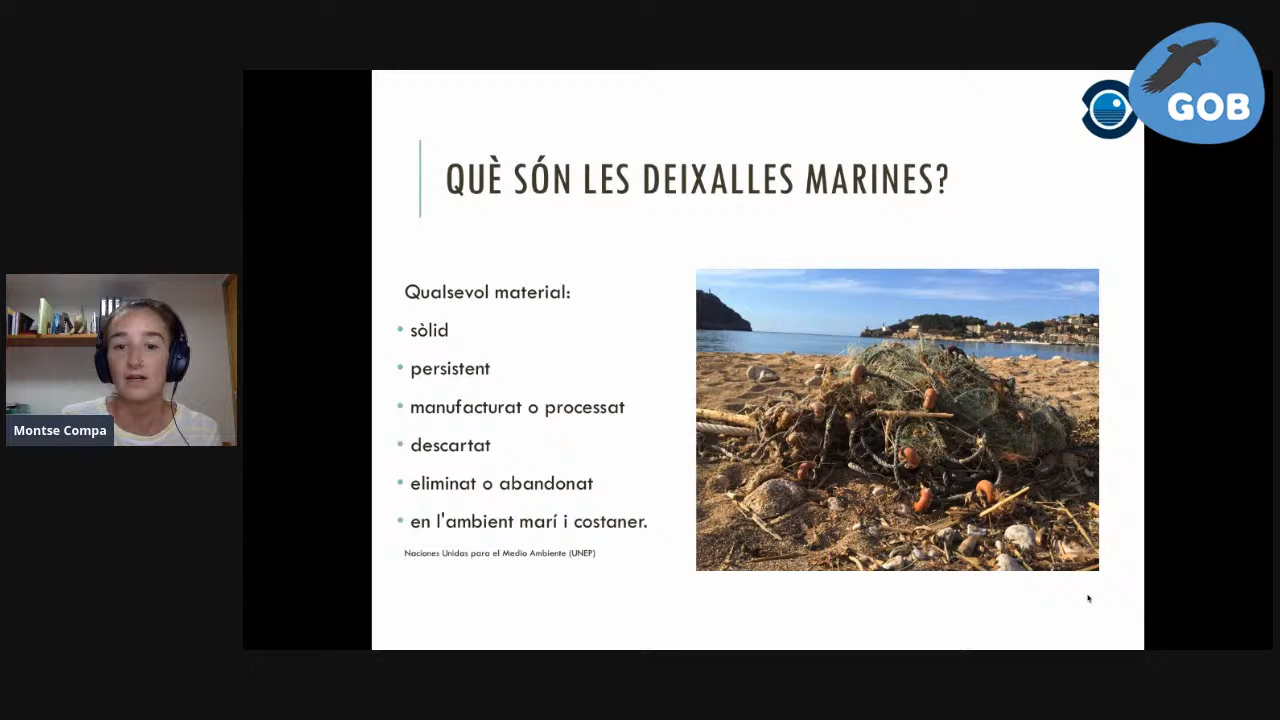 GOB
QUÈ SÓN LES DEIXALLES MARINES?
Qualsevol material:
• sòlid
• persistent
• manufacturat o processat
• descartat
• eliminat o abandonat
• en l'ambient marí i costaner.
Naciones Unidas para el Medio Ambiente (UNEP)
Montse Compa